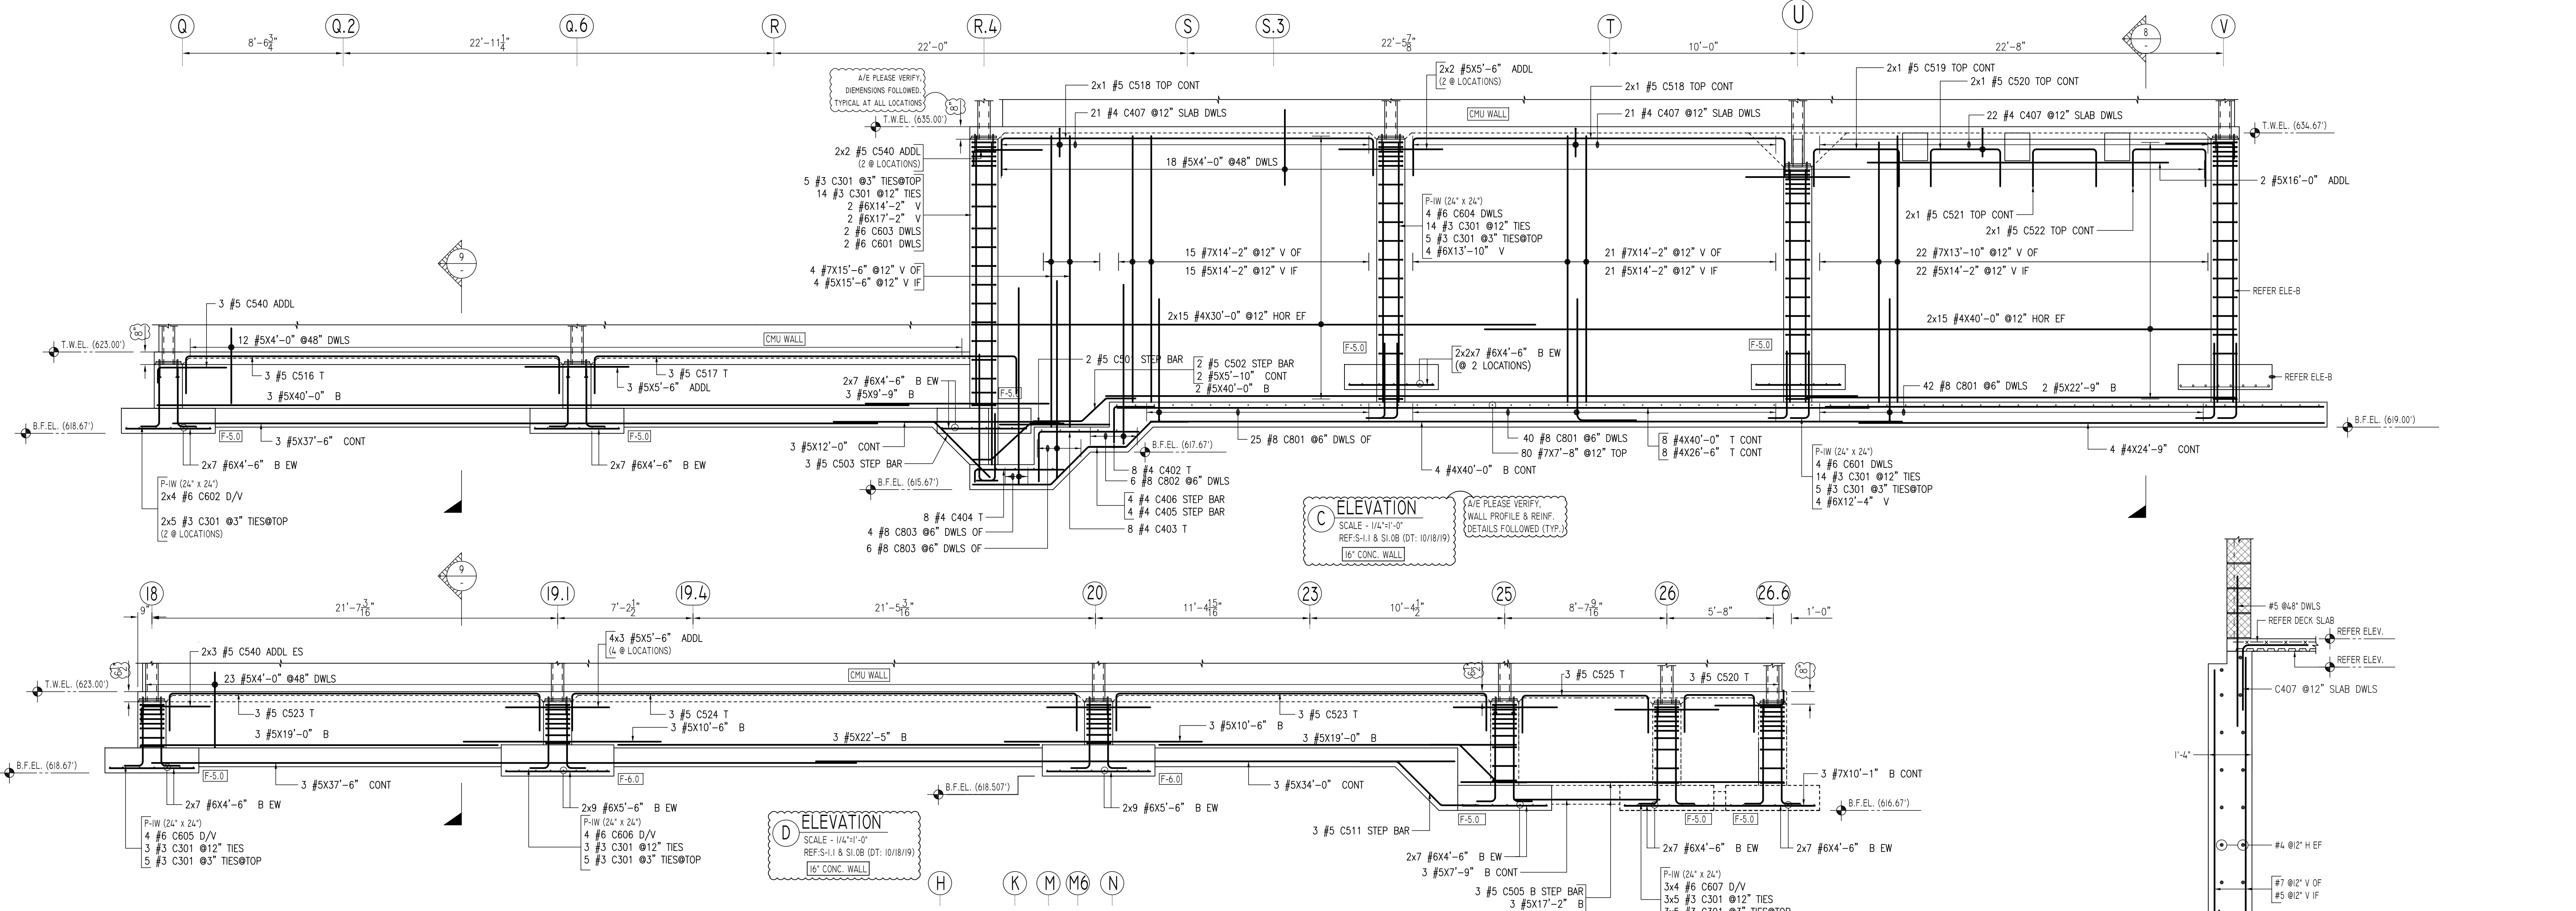 Q Q.2 Q.6 R R.4 S S.3 T U V
8'-6 3/4" 22'-11 1/4" 22'-0" 22'-5 7/8" 10'-0" 22'-8"
8
-
A/E PLEASE VERIFY,
DIEMENSIONS FOLLOWED.
TYPICAL AT ALL LOCATIONS
8"
T.W.EL. (635.00')
2x1 #5 C518 TOP CONT
21 #4 C407 @12" SLAB DWLS
2x2 #5X5'-6" ADDL
(2 @ LOCATIONS)
CMU WALL
2x1 #5 C518 TOP CONT
21 #4 C407 @12" SLAB DWLS
2x1 #5 C519 TOP CONT
2x1 #5 C520 TOP CONT
22 #4 C407 @12" SLAB DWLS
T.W.EL. (634.67')
2x2 #5 C540 ADDL
(2 @ LOCATIONS)
18 #5X4'-0" @48" DWLS
5 #3 C301 @3" TIES@TOP
14 #3 C301 @12" TIES
2 #6X14'-2" V
2 #6X17'-2" V
2 #6 C603 DWLS
2 #6 C601 DWLS
P-IW (24" x 24")
4 #6 C604 DWLS
14 #3 C301 @12" TIES
5 #3 C301 @3" TIES@TOP
4 #6X13'-10" V
2 #5X16'-0" ADDL
2x1 #5 C521 TOP CONT
2x1 #5 C522 TOP CONT
4 #7X15'-6" @12" V OF
4 #5X15'-6" @12" V IF
15 #7X14'-2" @12" V OF
15 #5X14'-2" @12" V IF
21 #7X14'-2" @12" V OF
21 #5X14'-2" @12" V IF
22 #7X13'-10" @12" V OF
22 #5X14'-2" @12" V IF
REFER ELE-B
9
-
3 #5 C540 ADDL
2x15 #4X30'-0" @12" HOR EF
2x15 #4X40'-0" @12" HOR EF
8"
T.W.EL. (623.00')
12 #5X4'-0" @48" DWLS
CMU WALL
3 #5 C516 T
3 #5 C517 T
3 #5X5'-6" ADDL
3 #5X40'-0" B
2x7 #6X4'-6" B EW
3 #5X9'-9" B
F-5.0
2 #5 C501 STEP BAR
2 #5 C502 STEP BAR
2 #5X5'-10" CONT
2 #5X40'-0" B
F-5.0
2x2x7 #6X4'-6" B EW
(@ 2 LOCATIONS)
F-5.0
REFER ELE-B
42 #8 C801 @6" DWLS
2 #5X22'-9" B
B.F.EL. (618.67')
F-5.0
3 #5X37'-6" CONT
F-5.0
2x7 #6X4'-6" B EW
2x7 #6X4'-6" B EW
3 #5X12'-0" CONT
3 #5 C503 STEP BAR
B.F.EL. (617.67')
25 #8 C801 @6" DWLS OF
40 #8 C801 @6" DWLS
80 #7X7'-8" @12" TOP
8 #4X40'-0" T CONT
8 #4X26'-6" T CONT
B.F.EL. (619.00')
4 #4X24'-9" CONT
P-IW (24" x 24")
2x4 #6 C602 D/V
2x5 #3 C301 @3" TIES@TOP
(2 @ LOCATIONS)
B.F.EL. (615.67')
8 #4 C402 T
6 #8 C802 @6" DWLS
4 #4X40'-0" B CONT
P-IW (24" x 24")
4 #6 C601 DWLS
14 #3 C301 @12" TIES
5 #3 C301 @3" TIES@TOP
4 #6X12'-4" V
4 #4 C406 STEP BAR
4 #4 C405 STEP BAR
8 #4 C404 T
8 #4 C403 T
4 #8 C803 @6" DWLS OF
6 #8 C803 @6" DWLS OF
C ELEVATION
SCALE - 1/4"=1'-0"
REF:S-1.1 & S1.0B (DT: 10/18/19)
16" CONC. WALL
A/E PLEASE VERIFY,
WALL PROFILE & REINF.
DETAILS FOLLOWED (TYP.)
9
-
18 19.1 19.4 20 23 25 26 26.6
9" 21'-7 3/16" 7'-2 1/2" 21'-5 3/16" 11'-4 15/16" 10'-4 1/2" 8'-7 9/16" 5'-8" 1'-0"
2x3 #5 C540 ADDL ES
4x3 #5X5'-6" ADDL
(4 @ LOCATIONS)
CMU WALL
23 #5X4'-0" @48" DWLS
3 #5 C525 T
3 #5 C520 T
8"
T.W.EL. (623.00')
3 #5 C523 T
3 #5 C524 T
3 #5 C523 T
3 #5X10'-6" B
3 #5X10'-6" B
3 #5X19'-0" B
3 #5X22'-5" B
3 #5X19'-0" B
B.F.EL. (618.67')
F-5.0
3 #5X37'-6" CONT
F-6.0
F-6.0
B.F.EL. (618.507')
3 #5X34'-0" CONT
3 #7X10'-1" B CONT
2x7 #6X4'-6" B EW
2x9 #6X5'-6" B EW
2x9 #6X5'-6" B EW
B.F.EL. (616.67')
F-5.0
F-5.0
F-5.0
P-IW (24" x 24")
4 #6 C605 D/V
3 #3 C301 @12" TIES
5 #3 C301 @3" TIES@TOP
P-IW (24" x 24")
4 #6 C606 D/V
3 #3 C301 @12" TIES
5 #3 C301 @3" TIES@TOP
D ELEVATION
SCALE - 1/4"=1'-0"
REF:S-1.1 & S1.0B (DT: 10/18/19)
16" CONC. WALL
3 #5 C511 STEP BAR
2x7 #6X4'-6" B EW
3 #5X7'-9" B CONT
3 #5 C505 B STEP BAR
3 #5X17'-2" B
2x7 #6X4'-6" B EW
2x7 #6X4'-6" B EW
P-IW (24" x 24")
3x4 #6 C607 D/V
3x5 #3 C301 @12" TIES
3x5 #3 C301 @3" TIES@TOP
H K M M6 N
#5 @48" DWLS
REFER DECK SLAB
REFER ELEV.
REFER ELEV.
C407 @12" SLAB DWLS
1'-4"
#4 @12" H EF
#7 @12" V OF
#5 @12" V IF